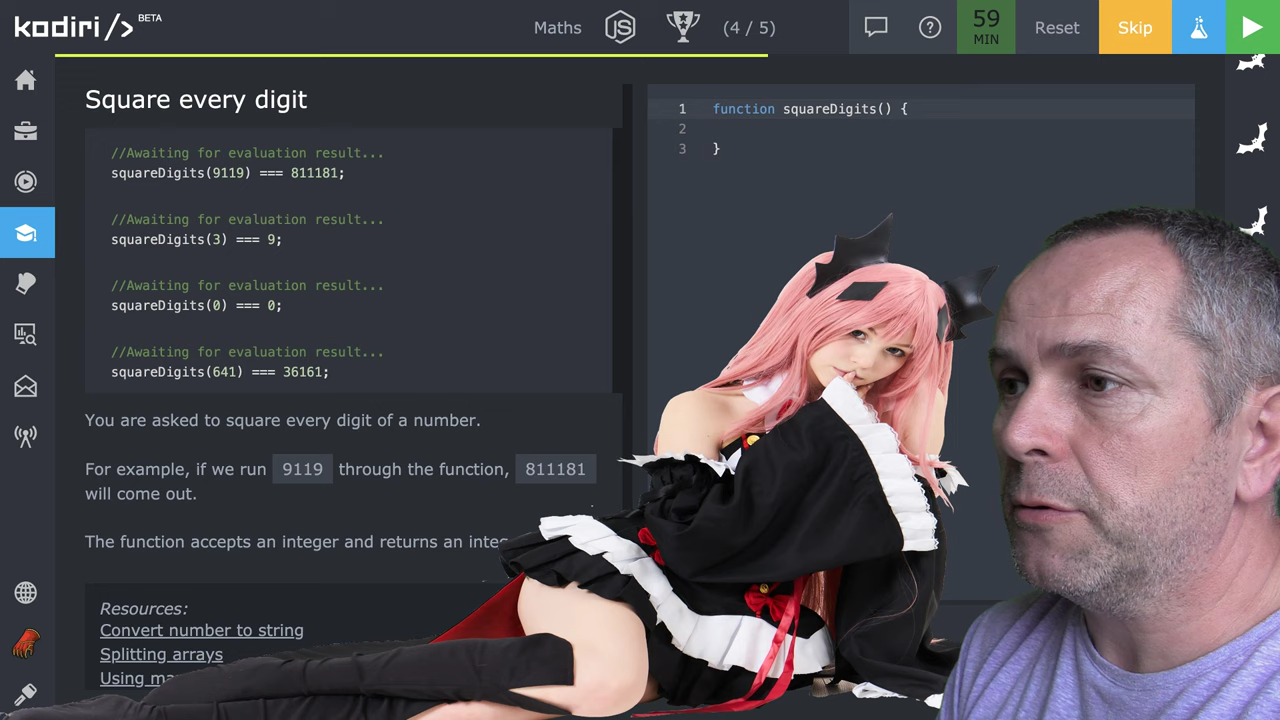 kodiri/> BETA
Maths
JS
(4 / 5)
?
59
MIN
Reset
Skip
Square every digit
//Awaiting for evaluation result...
squareDigits(9119) === 811181;
//Awaiting for evaluation result...
squareDigits(3) === 9;
//Awaiting for evaluation result...
squareDigits(0) === 0;
//Awaiting for evaluation result...
squareDigits(641) === 36161;
You are asked to square every digit of a number.
For example, if we run 9119 through the function, 811181
will come out.
The function accepts an integer and returns an
Resources:
Convert number to string
Splitting arrays
Using
1 function squareDigits() {
2
3 }